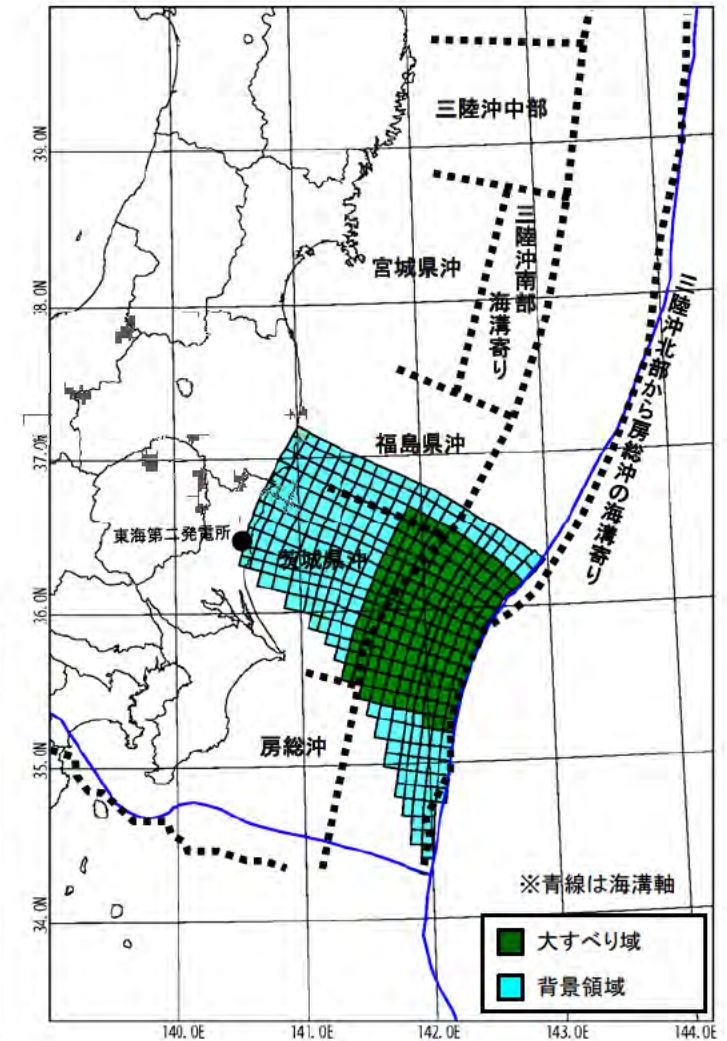 三陸沖中部
39.0N
三陸沖南部
海溝寄り
宮城県沖
38.0N
三陸沖北部から房総沖の海溝寄り
福島県沖
37.0N
東海第二発電所
茨城県沖
36.0N
房総沖
35.0N
※青線は海溝軸
34.0N
大すべり域
背景領域
140.0E
141.0E
142.0E
143.0E
144.0E